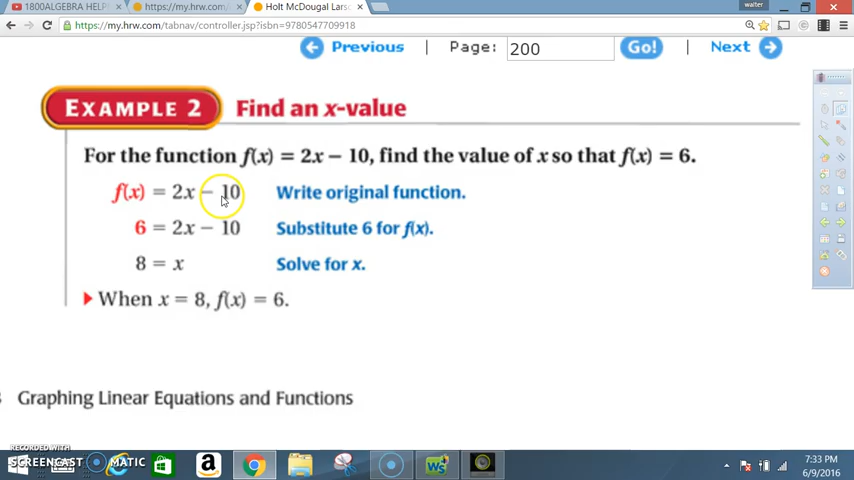 walter
1800ALGEBRA HELP
https://my.hrw.com/
Holt McDougal Lars
https://my.hrw.com/tabnav/controller.jsp?isbn=9780547709918
Previous | Page: 200 Go! | Next
EXAMPLE 2 Find an x-value
For the function f(x) = 2x − 10, find the value of x so that f(x) = 6.
f(x) = 2x − 10 Write original function.
6 = 2x − 10 Substitute 6 for f(x).
8 = x Solve for x.
When x = 8, f(x) = 6.
Graphing Linear Equations and Functions
RECORDED WITH
SCREENCAST MATIC
7:33 PM
6/9/2016